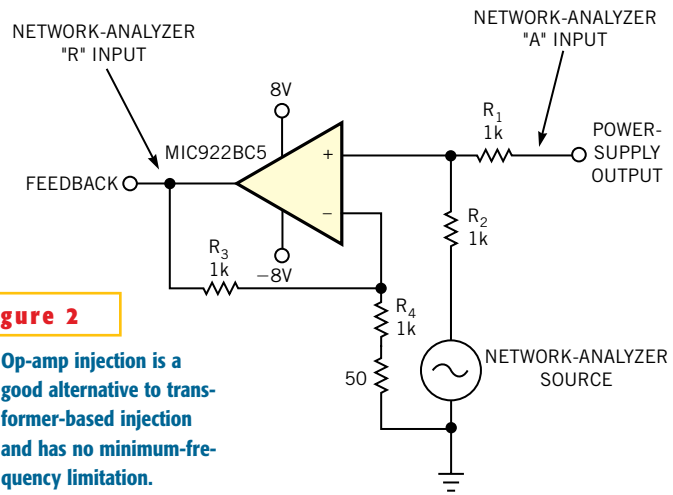 NETWORK-ANALYZER
"R" INPUT
NETWORK-ANALYZER
"A" INPUT
8V
MIC922BC5
+
−
R1
1k
POWER-
SUPPLY
OUTPUT
FEEDBACK
R2
1k
R3
1k
−8V
R4
1k
50
NETWORK-ANALYZER
SOURCE
gure 2
Op-amp injection is a
good alternative to trans-
former-based injection
and has no minimum-fre-
quency limitation.